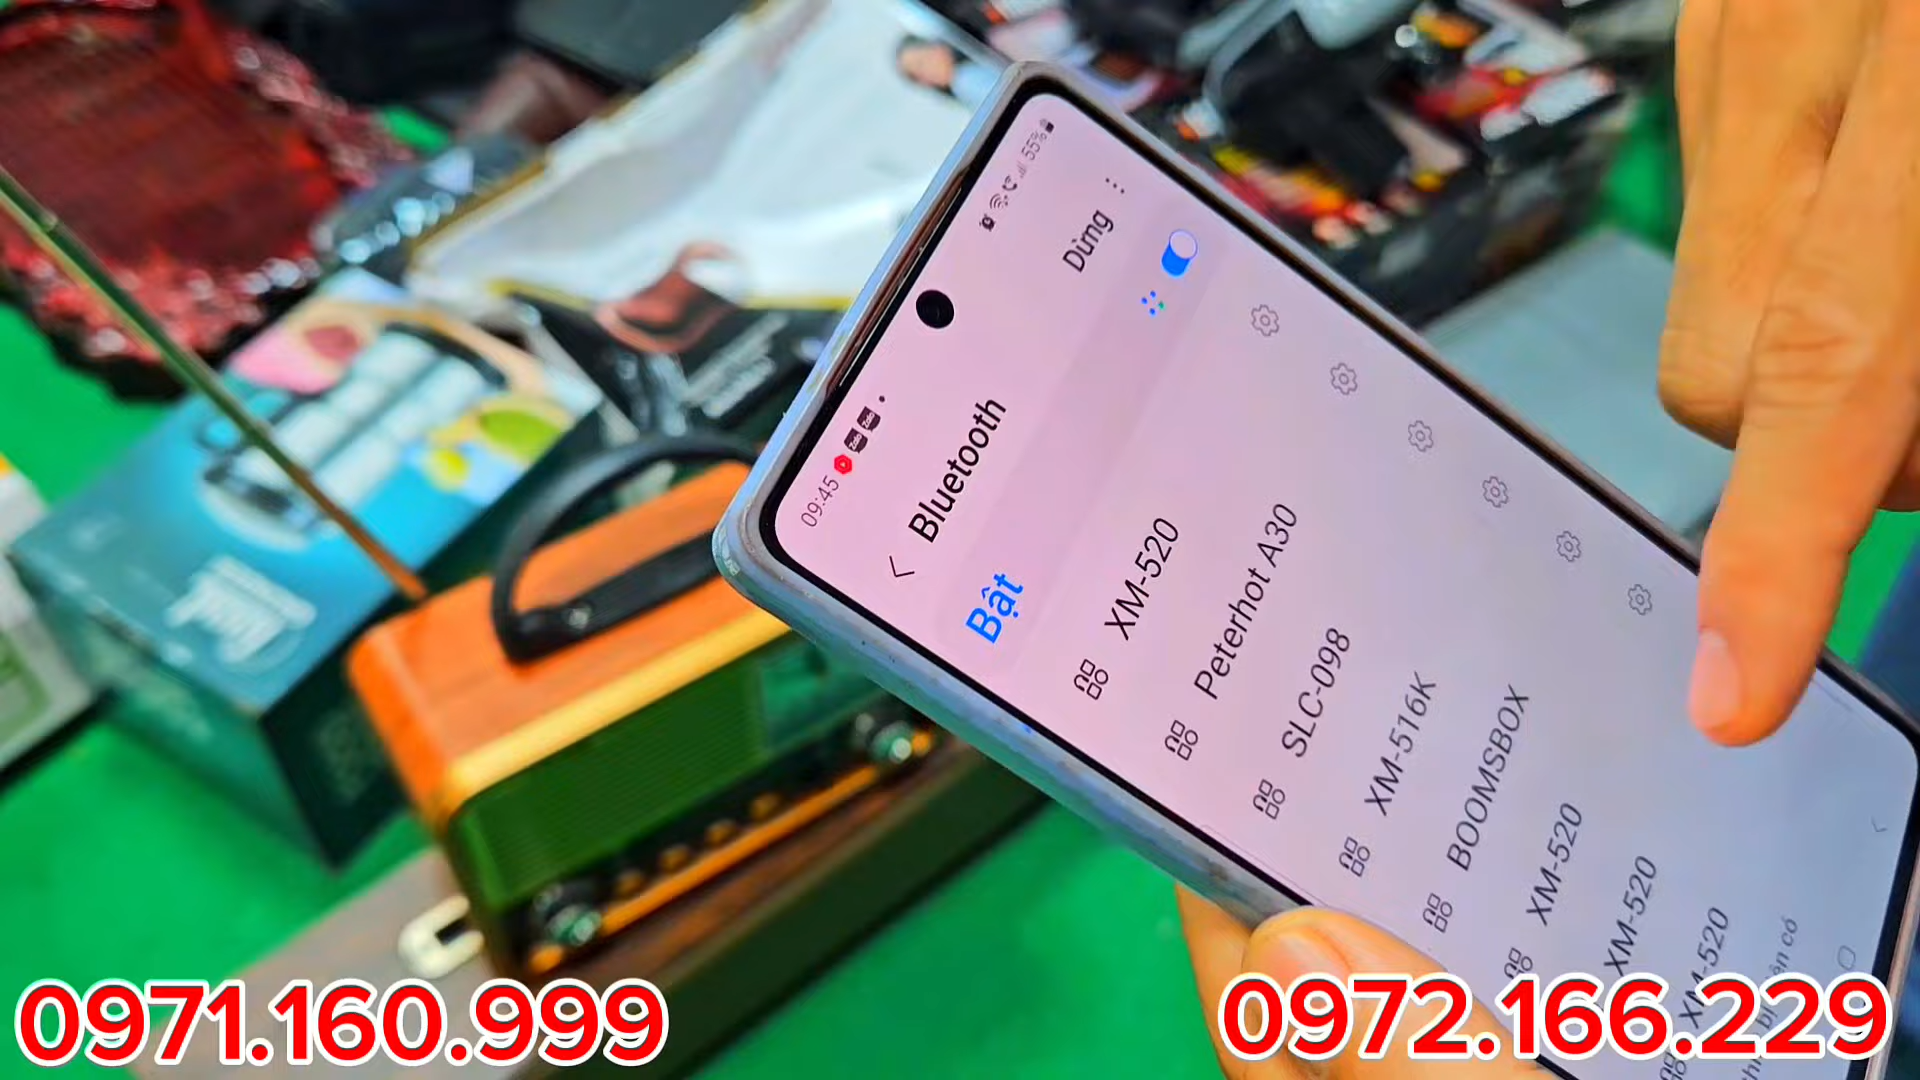 09:45
55%
Dừng
Bluetooth
Bật
XM-520
Peterhot A30
SLC-098
XM-516K
BOOMSBOX
XM-520
XM-520
XM-520
0971.160.999
0972.166.229